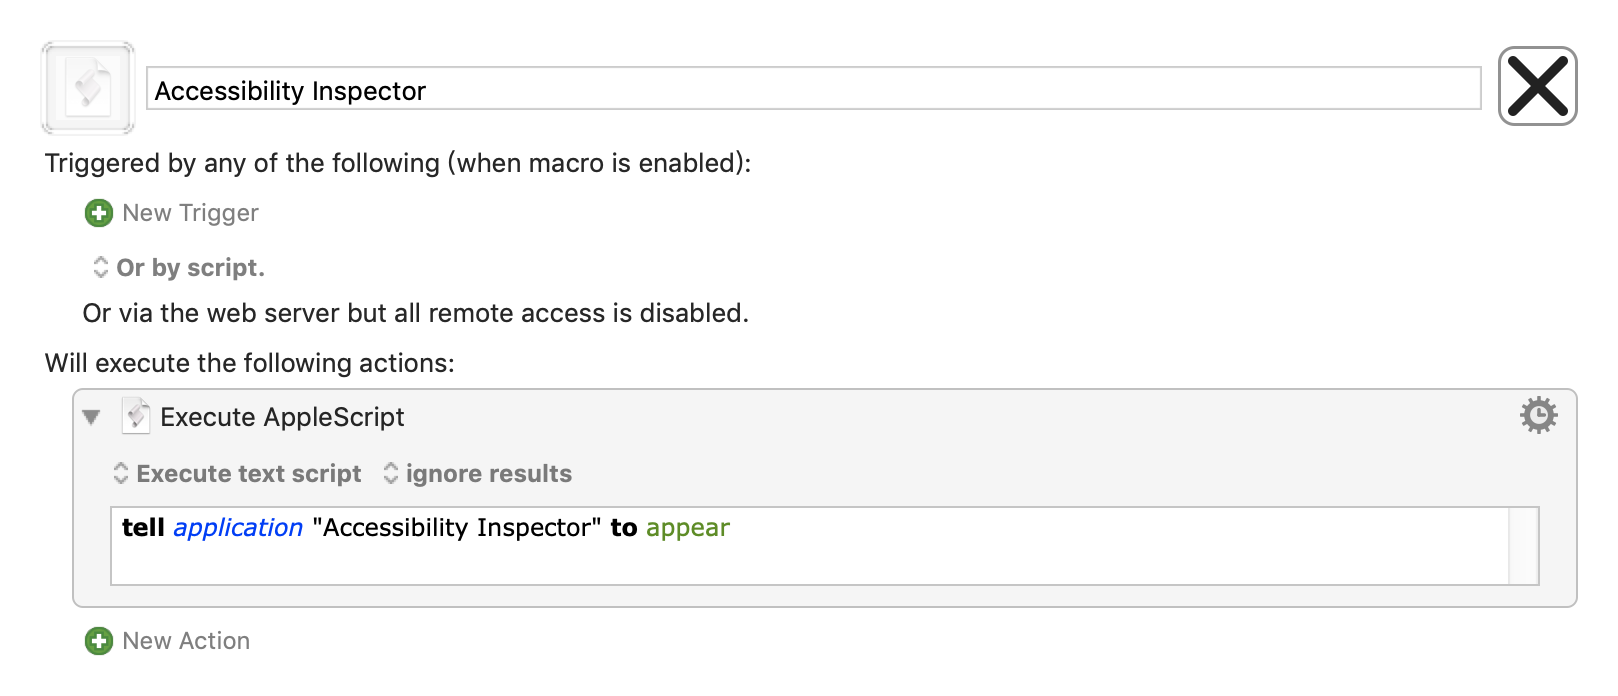 Accessibility Inspector
Triggered by any of the following (when macro is enabled):
New Trigger
Or by script.
Or via the web server but all remote access is disabled.
Will execute the following actions:
Execute AppleScript
Execute text script ignore results
tell application "Accessibility Inspector" to appear
New Action